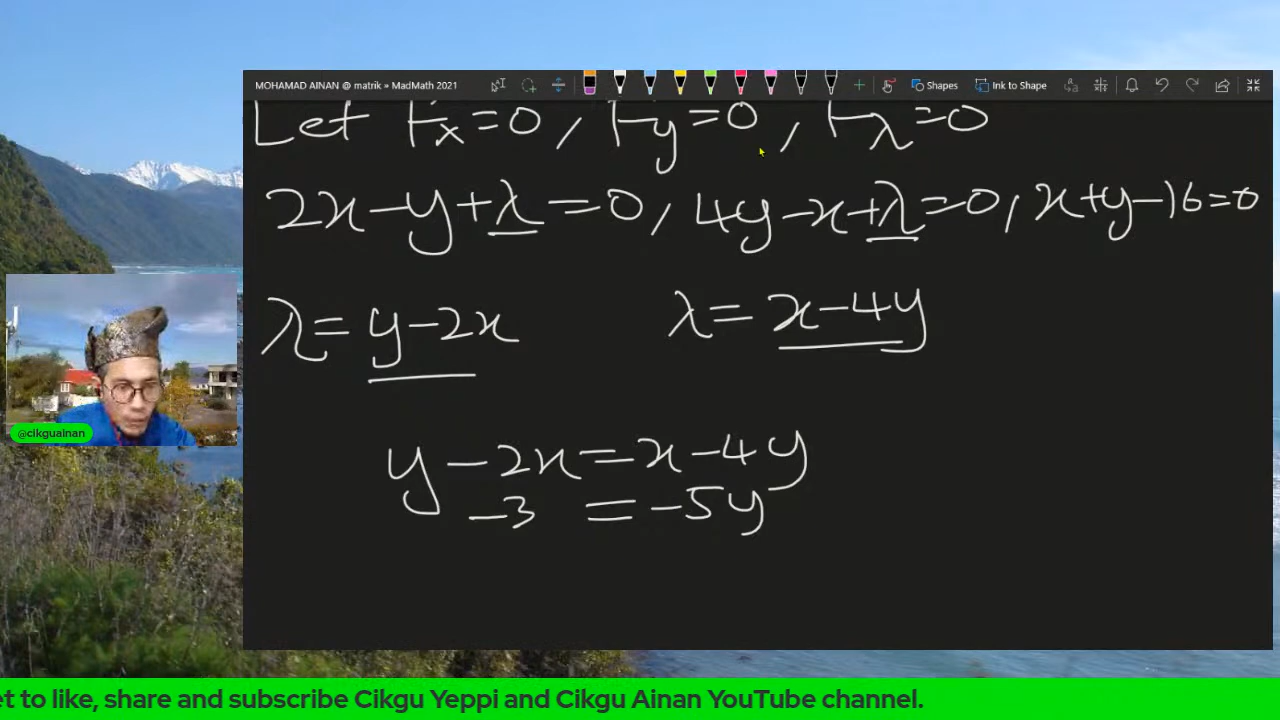 MOHAMAD AINAN @ matrik » MadMath 2021
Shapes
Ink to Shape
Let Fx=0, Fy=0, Fλ=0
2x-y+λ=0, 4y-x+λ=0, x+y-16=0
λ=y-2x
λ=x-4y
y-2x=x-4y
-3 =-5y
@cikguainan
et to like, share and subscribe Cikgu Yeppi and Cikgu Ainan YouTube channel.